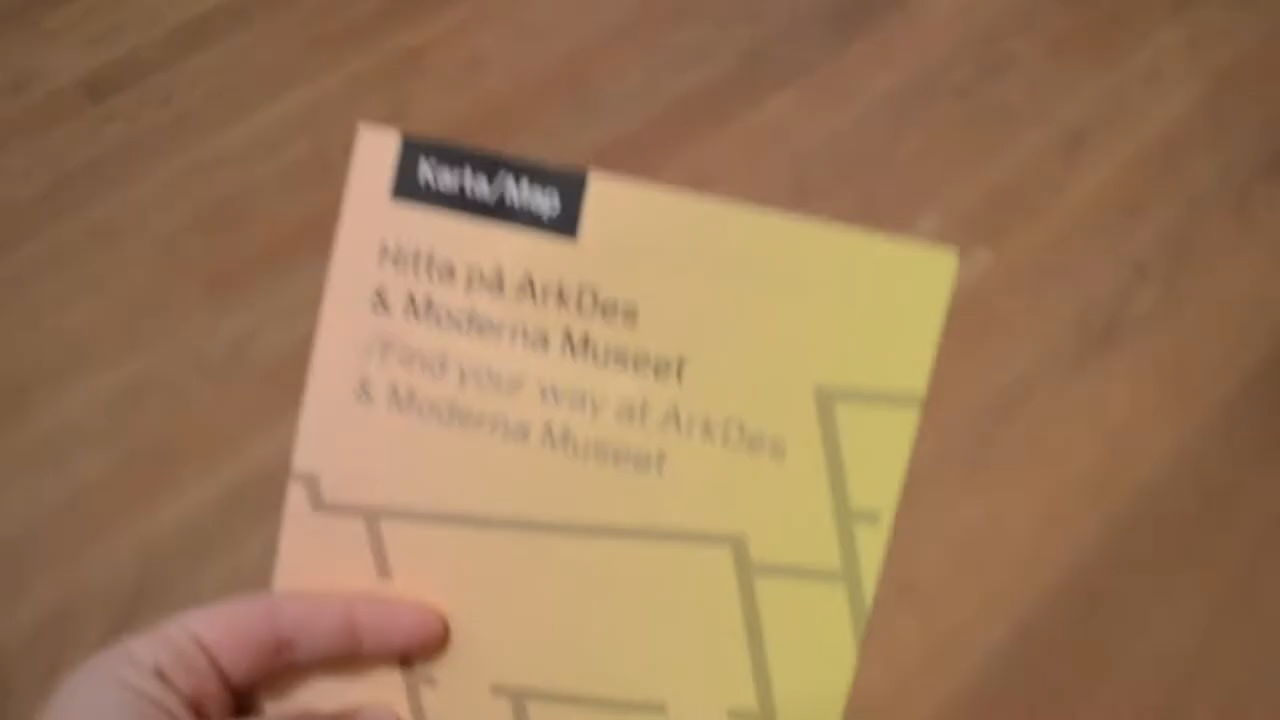 Karta/Map
Hitta på ArkDes
& Moderna Museet
/Find your way at ArkDes
& Moderna Museet